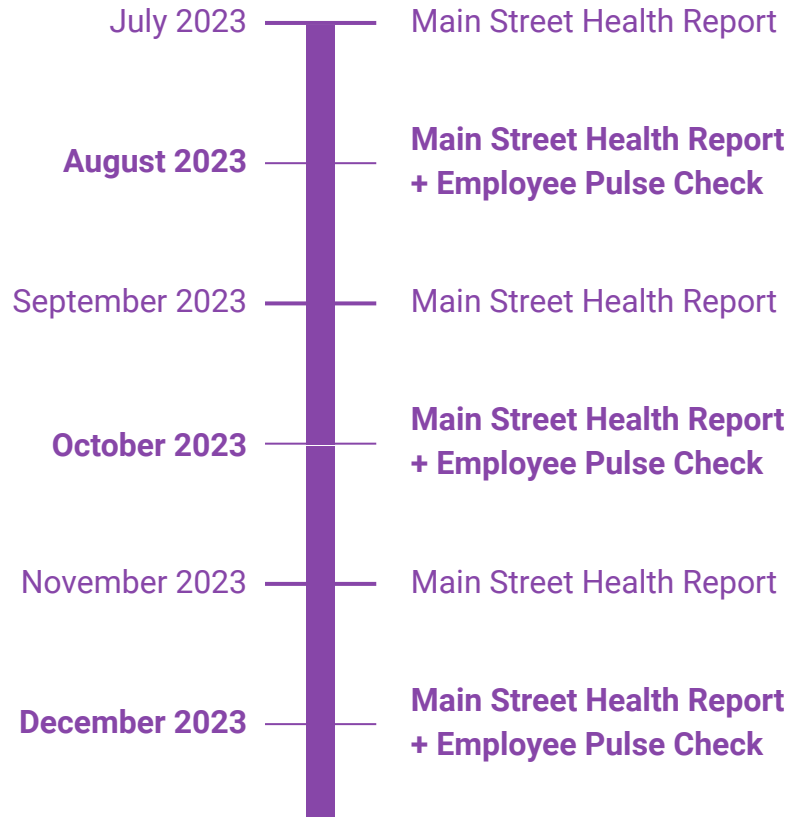 July 2023
Main Street Health Report
August 2023
Main Street Health Report
+ Employee Pulse Check
September 2023
Main Street Health Report
October 2023
Main Street Health Report
+ Employee Pulse Check
November 2023
Main Street Health Report
December 2023
Main Street Health Report
+ Employee Pulse Check